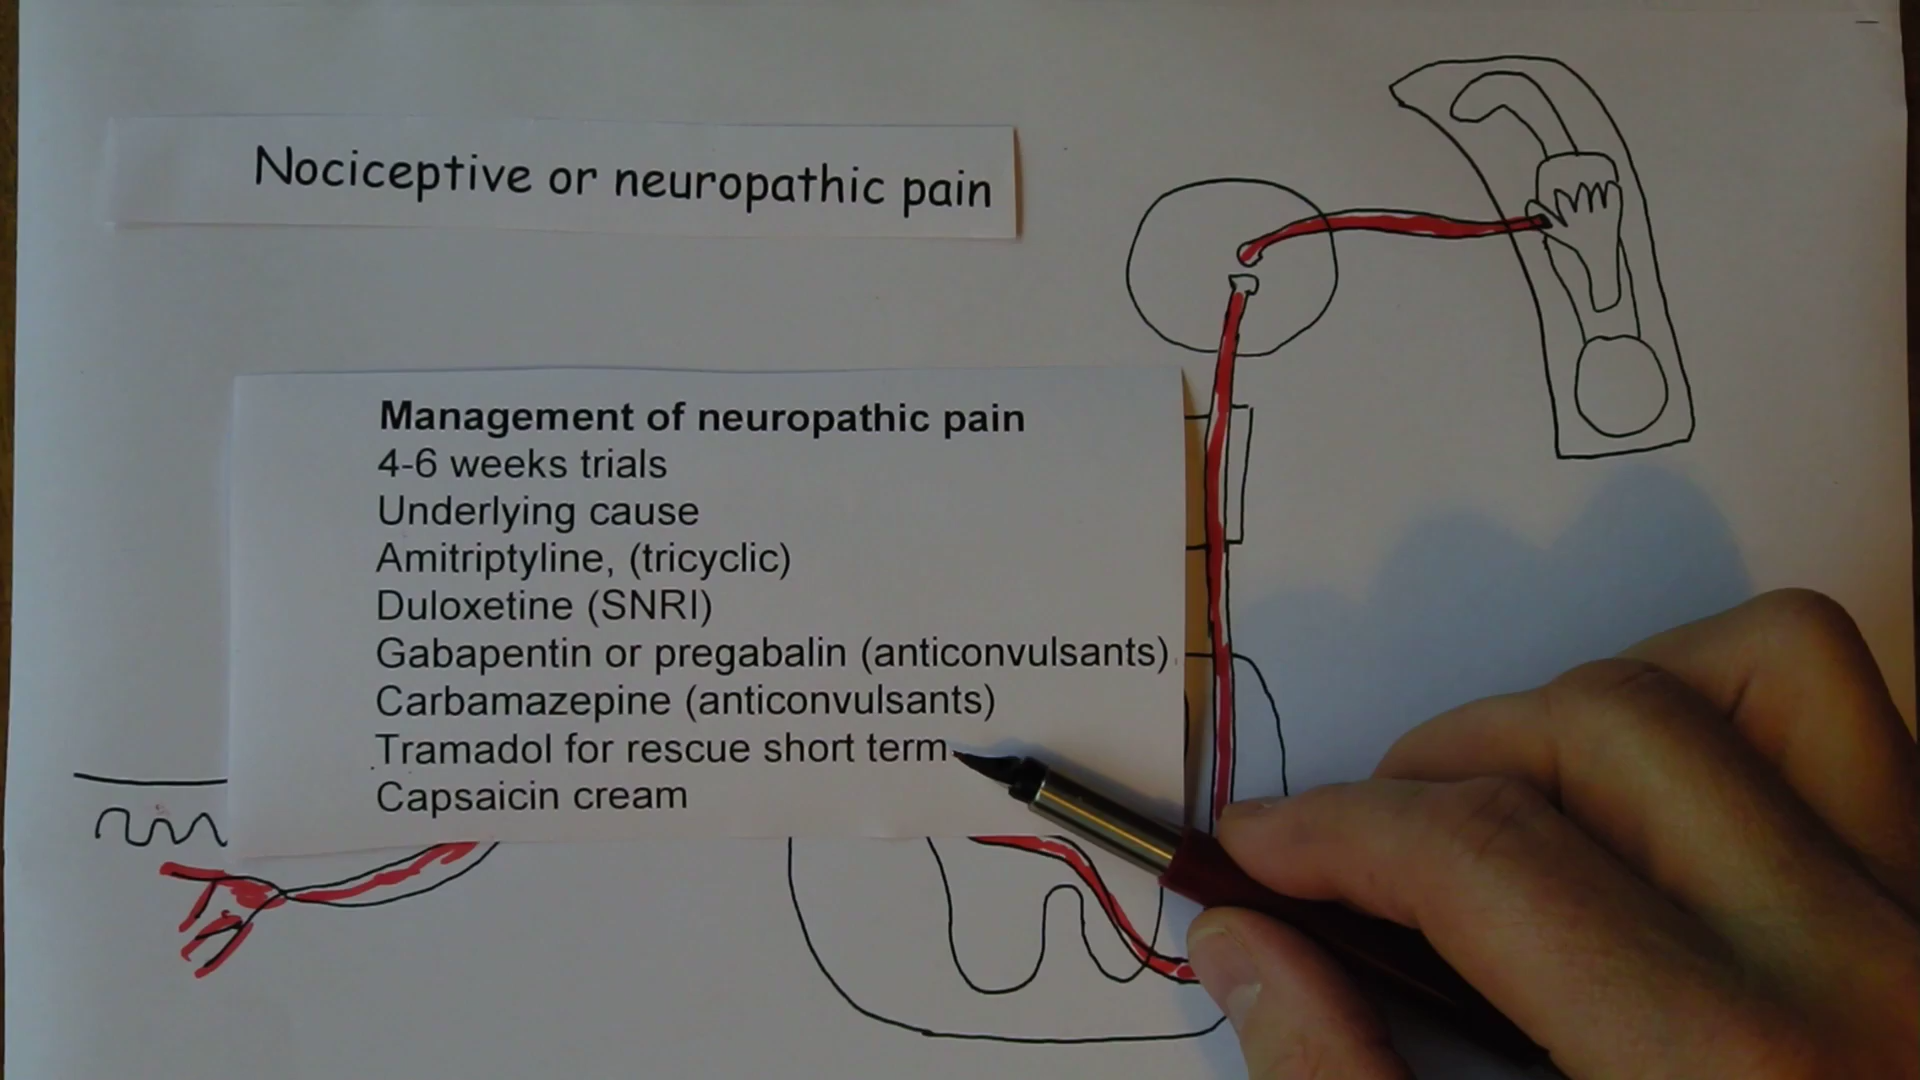 Nociceptive or neuropathic pain
Management of neuropathic pain
4-6 weeks trials
Underlying cause
Amitriptyline, (tricyclic)
Duloxetine (SNRI)
Gabapentin or pregabalin (anticonvulsants)
Carbamazepine (anticonvulsants)
Tramadol for rescue short term
Capsaicin cream